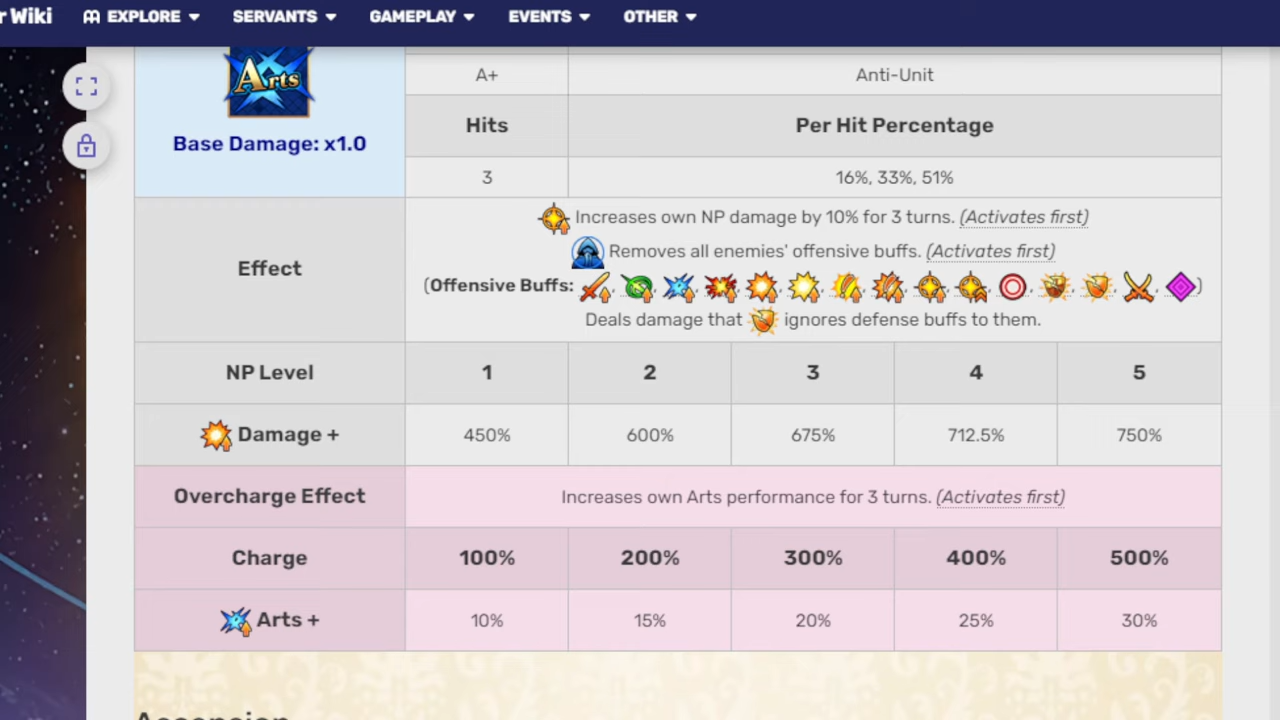 r Wiki EXPLORE SERVANTS GAMEPLAY EVENTS OTHER
A+ Anti-Unit
Arts
Base Damage: x1.0
Hits Per Hit Percentage
3 16%, 33%, 51%
Effect
Increases own NP damage by 10% for 3 turns. (Activates first)
Removes all enemies' offensive buffs. (Activates first)
(Offensive Buffs: , , , , , , , , , , , , , , )
Deals damage that ignores defense buffs to them.
NP Level 1 2 3 4 5
Damage + 450% 600% 675% 712.5% 750%
Overcharge Effect Increases own Arts performance for 3 turns. (Activates first)
Charge 100% 200% 300% 400% 500%
Arts + 10% 15% 20% 25% 30%
Ascension